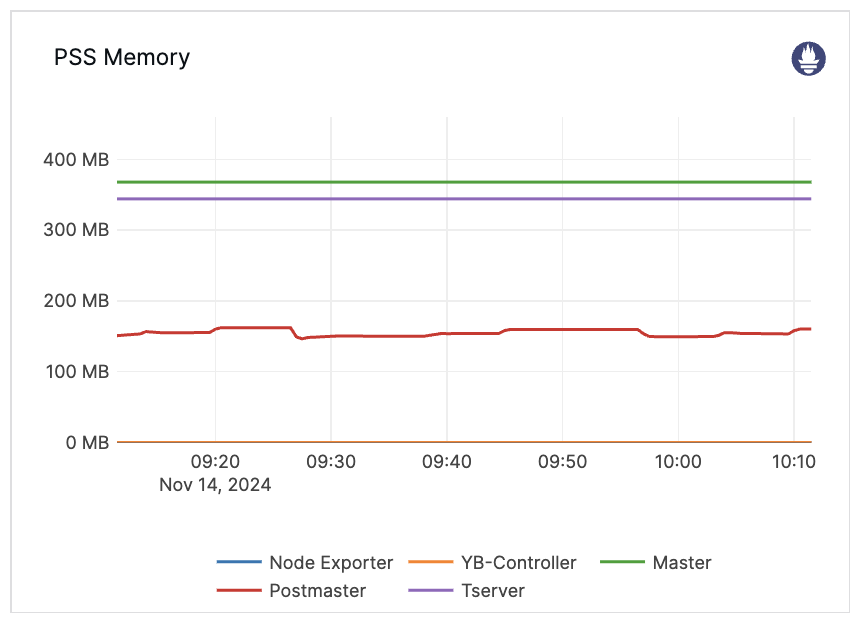 PSS Memory
400 MB
300 MB
200 MB
100 MB
0 MB
09:20 09:30 09:40 09:50 10:00 10:10
Nov 14, 2024
Node Exporter YB-Controller Master
Postmaster Tserver